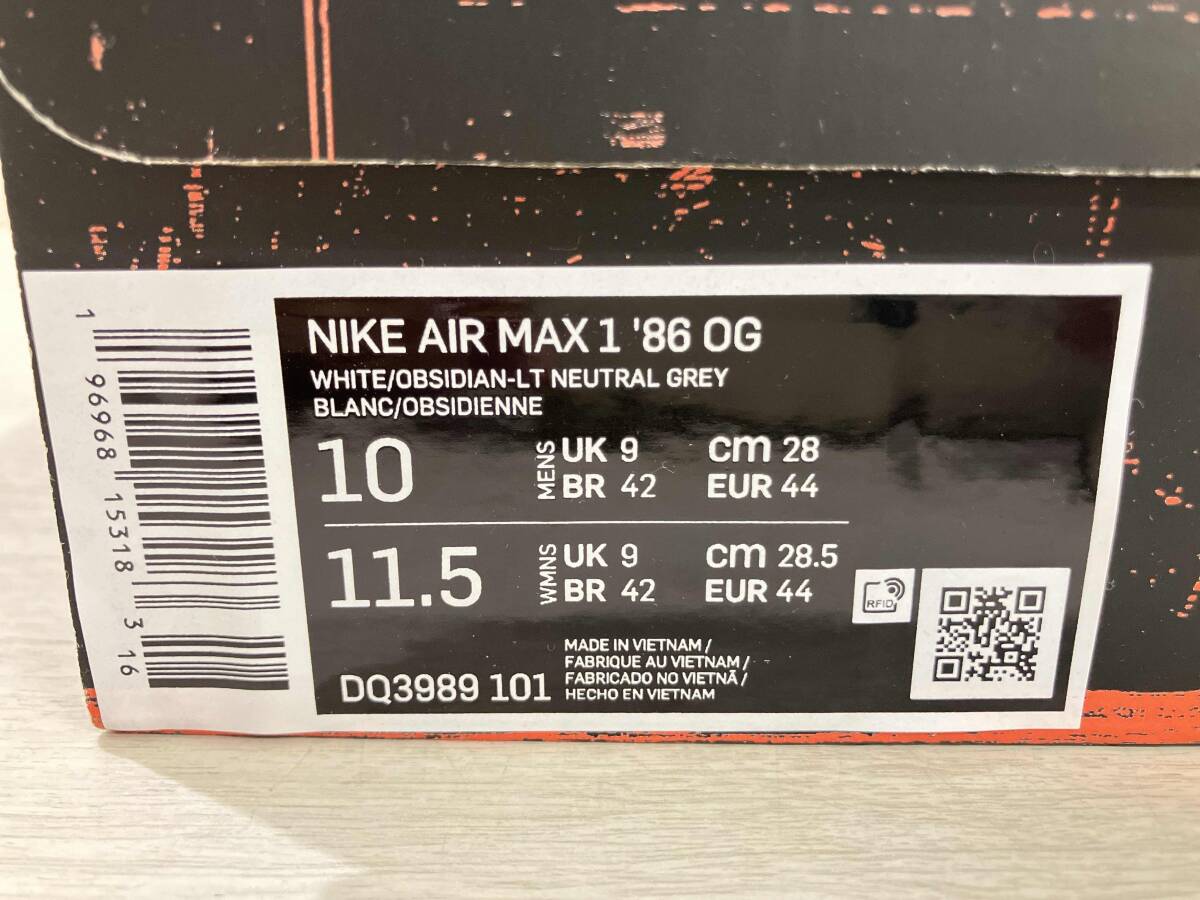 NIKE AIR MAX 1 '86 OG
WHITE/OBSIDIAN-LT NEUTRAL GREY
BLANC/OBSIDIENNE
10 MENS UK 9 cm 28
BR 42 EUR 44
11.5 WMNS UK 9 cm 28.5
BR 42 EUR 44
RFID
MADE IN VIETNAM /
FABRIQUE AU VIETNAM /
FABRICADO NO VIETNÃ /
HECHO EN VIETNAM
DQ3989 101
1 96968 15318 3 16